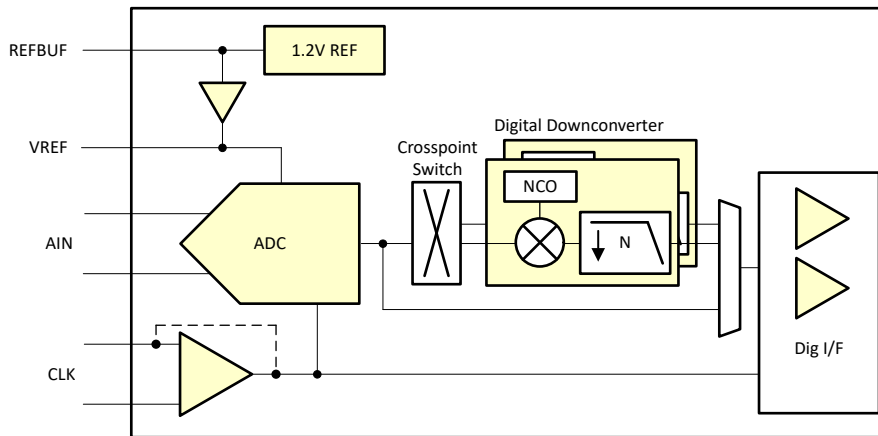 REFBUF
1.2V REF
VREF
Crosspoint
Switch
Digital Downconverter
NCO
AIN
ADC
N
CLK
Dig I/F